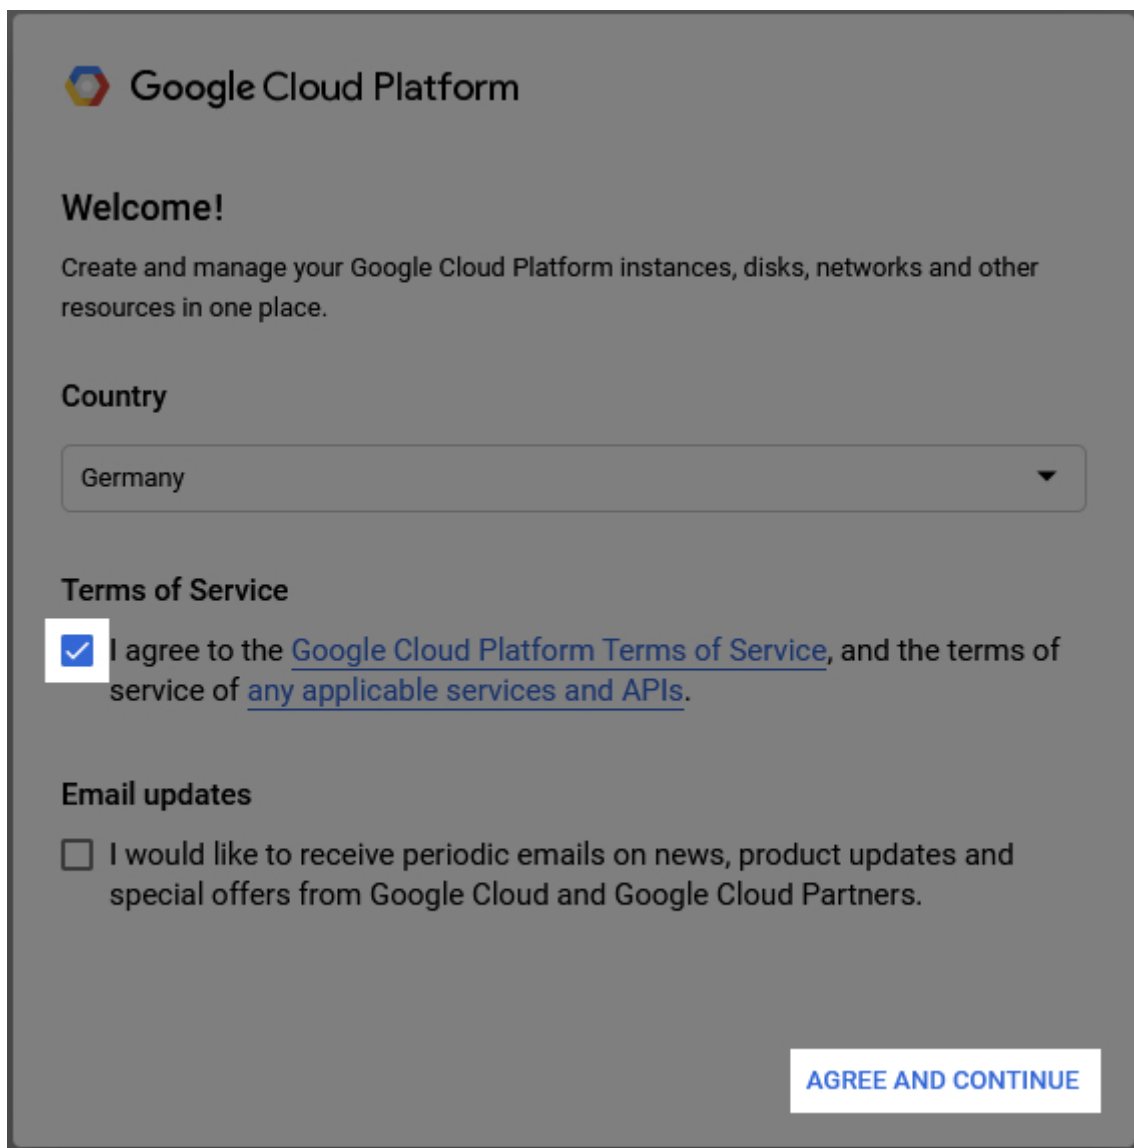 Google Cloud Platform
Welcome!
Create and manage your Google Cloud Platform instances, disks, networks and other
resources in one place.
Country
Germany
Terms of Service
I agree to the Google Cloud Platform Terms of Service, and the terms of
service of any applicable services and APIs.
Email updates
I would like to receive periodic emails on news, product updates and
special offers from Google Cloud and Google Cloud Partners.
AGREE AND CONTINUE